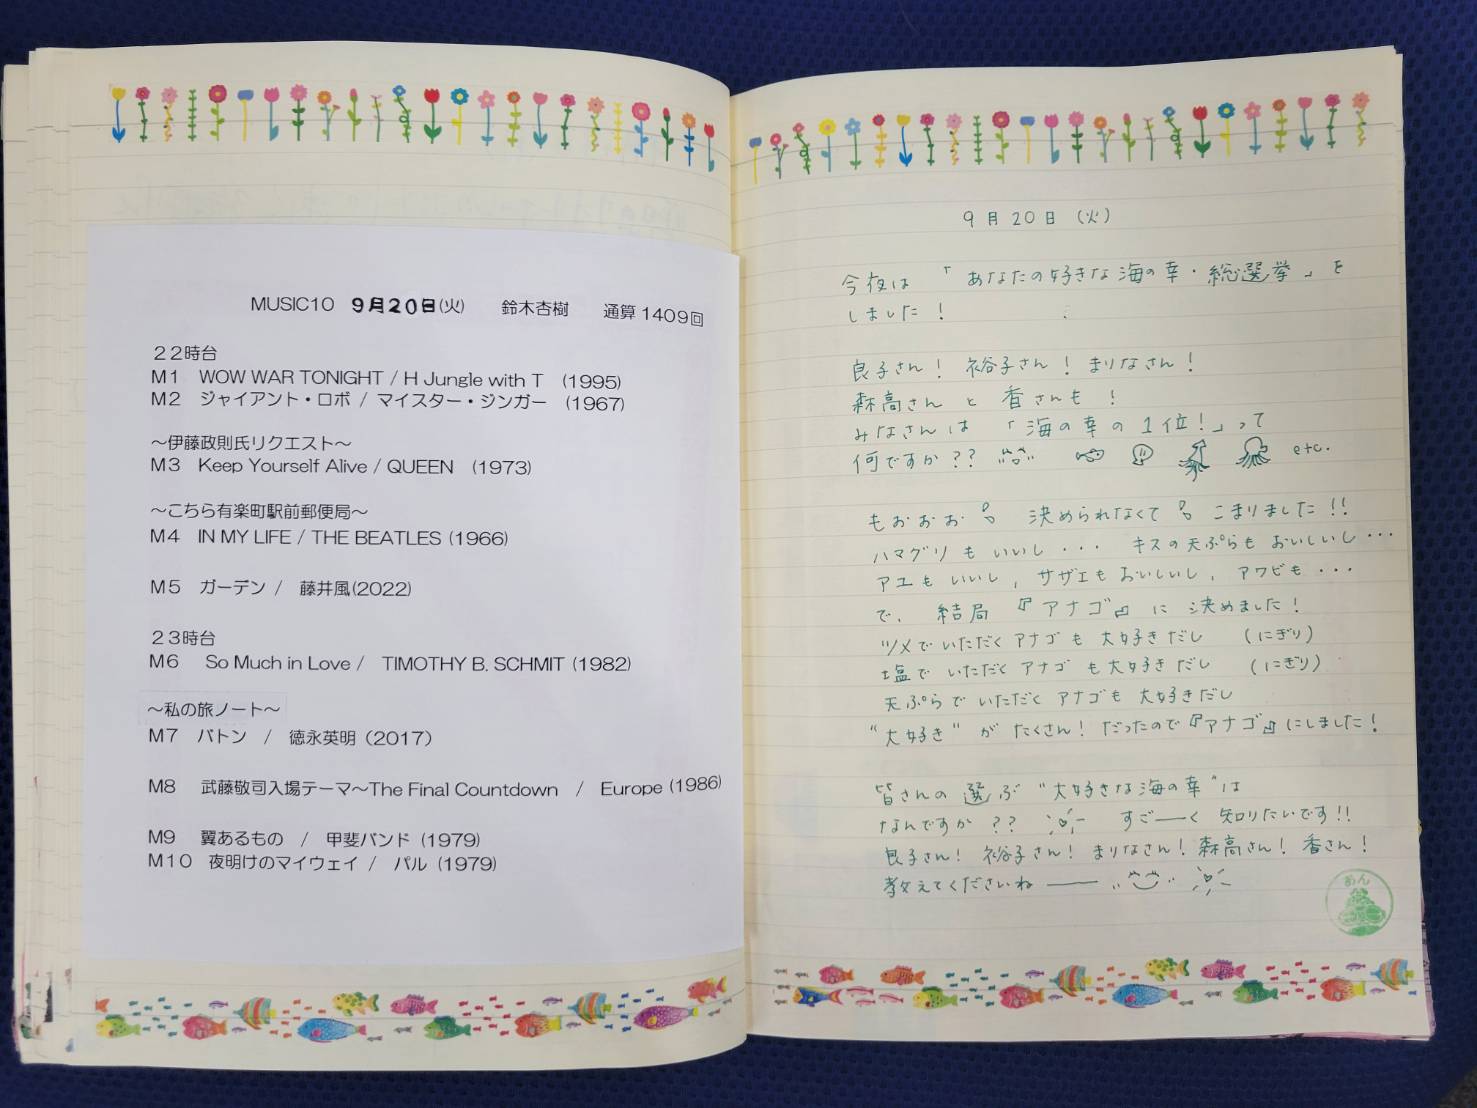 MUSIC10 9月20日(火) 鈴木杏樹 通算1409回
22時台
M1 WOW WAR TONIGHT / H Jungle with T (1995)
M2 ジャイアント・ロボ / マイスター・ジンガー (1967)
～伊藤政則氏リクエスト～
M3 Keep Yourself Alive / QUEEN (1973)
～こちら有楽町駅前郵便局～
M4 IN MY LIFE / THE BEATLES (1966)
M5 ガーデン / 藤井風(2022)
23時台
M6 So Much in Love / TIMOTHY B. SCHMIT (1982)
～私の旅ノート～
M7 バトン / 徳永英明 (2017)
M8 武藤敬司入場テーマ～The Final Countdown / Europe (1986)
M9 翼あるもの / 甲斐バンド (1979)
M10 夜明けのマイウェイ / パル (1979)
9月20日 (火)
今夜は 「あなたの好きな海の幸・総選挙」を
しました!
良子さん! 裕子さん! まりなさん!
森高さん と 香さんも!
みなさんは 「海の幸の1位!」って
何ですか?? etc.
もおおお 決められなくて こまりました!!
ハマグリも いいし・・・ キスの天ぷらも おいしいし・・・
アユも いいし, サザエも おいしいし, アワビも・・・
で, 結局 『アナゴ』に 決めました!
ツメで いただく アナゴも 大好きだし (にぎり)
塩で いただく アナゴ も 大好きだし (にぎり)
天ぷらで いただく アナゴも 大好きだし
"大好き" が たくさん! だったので『アナゴ』にしました!
皆さんの 選ぶ "大好きな海の幸"は
なんですか?? すごーく 知りたいです!!
良子さん! 裕子さん! まりなさん! 森高さん! 香さん!
教えてくださいねー
あん